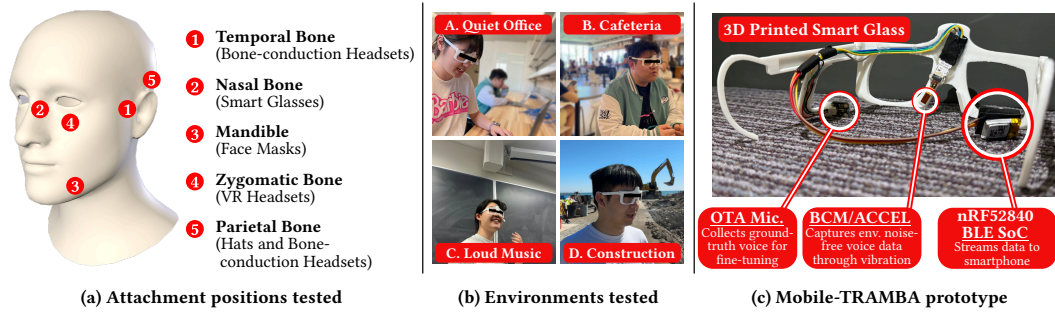 1 Temporal Bone
(Bone-conduction Headsets)
2 Nasal Bone
(Smart Glasses)
3 Mandible
(Face Masks)
4 Zygomatic Bone
(VR Headsets)
5 Parietal Bone
(Hats and Bone-
conduction Headsets)
5
2
4
1
3
(a) Attachment positions tested
A. Quiet Office
B. Cafeteria
Barbie
C. Loud Music
D. Construction
(b) Environments tested
3D Printed Smart Glass
OTA Mic.
Collects ground-
truth voice for
fine-tuning
BCM/ACCEL
Captures env. noise-
free voice data
through vibration
nRF52840
BLE SoC
Streams data to
smartphone
(c) Mobile-TRAMBA prototype